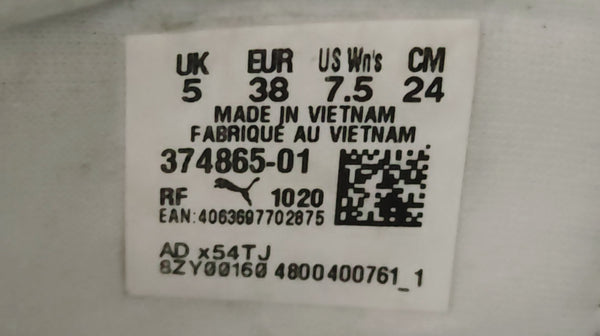 UK EUR US Wn's CM
5 38 7.5 24
MADE IN VIETNAM
FABRIQUÉ AU VIETNAM
374865-01
RF 1020
EAN:4063697702875
AD x54TJ
8ZY00160 4800400761_1